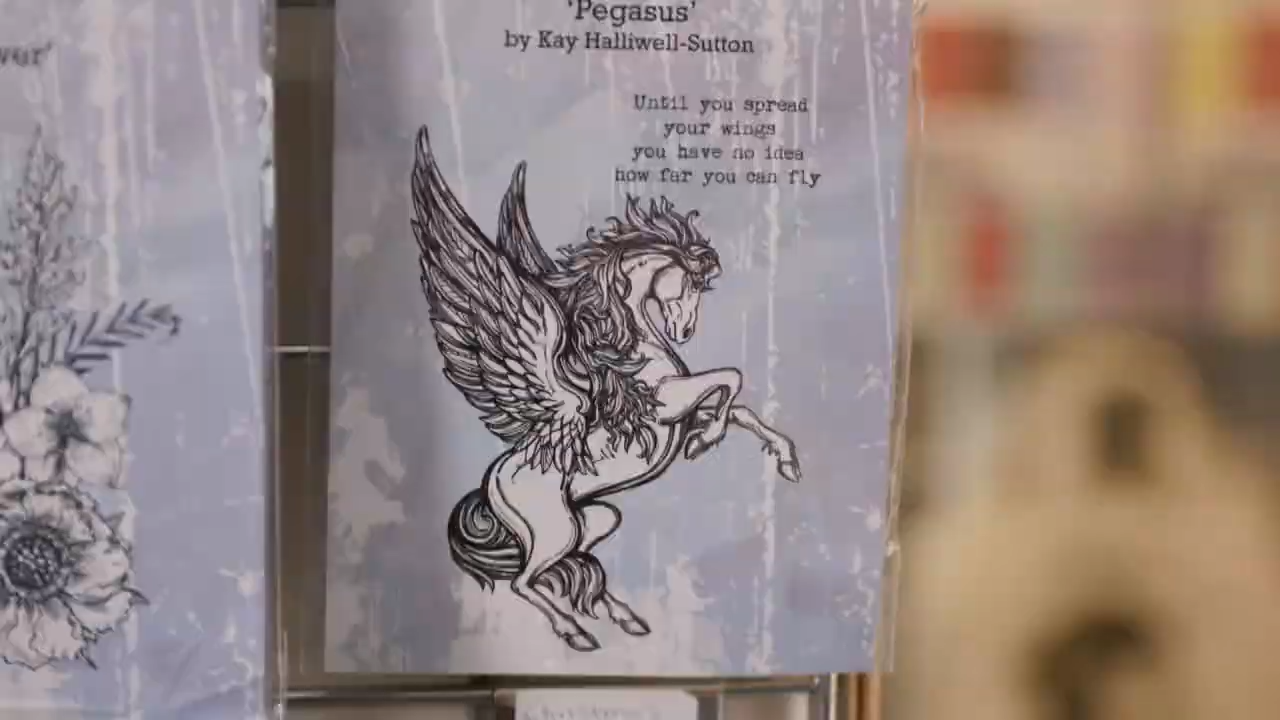 'Pegasus'
by Kay Halliwell-Sutton
Until you spread
your wings
you have no idea
how far you can fly